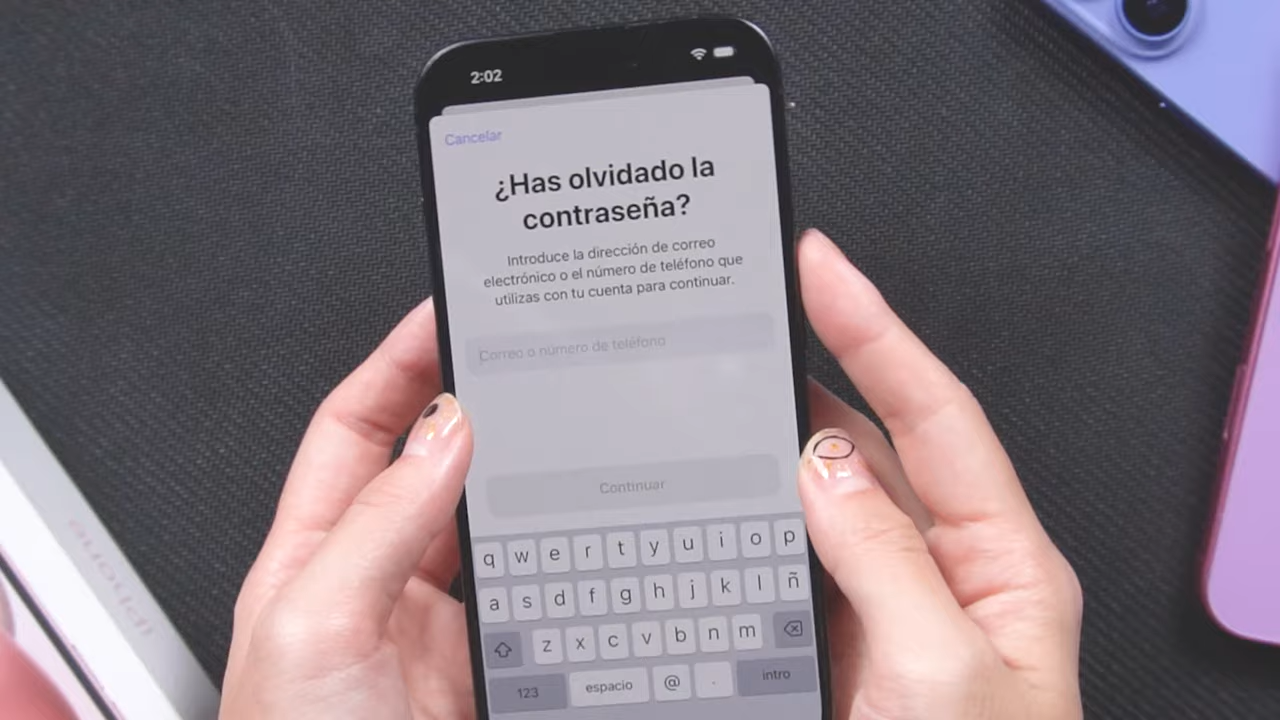 2:02
Cancelar
¿Has olvidado la
contraseña?
Introduce la dirección de correo
electrónico o el número de teléfono que
utilizas con tu cuenta para continuar.
Correo o número de teléfono
Continuar
q w e r t y u i o p
a s d f g h j k l ñ
z x c v b n m
123 espacio @ . intro
iPhone